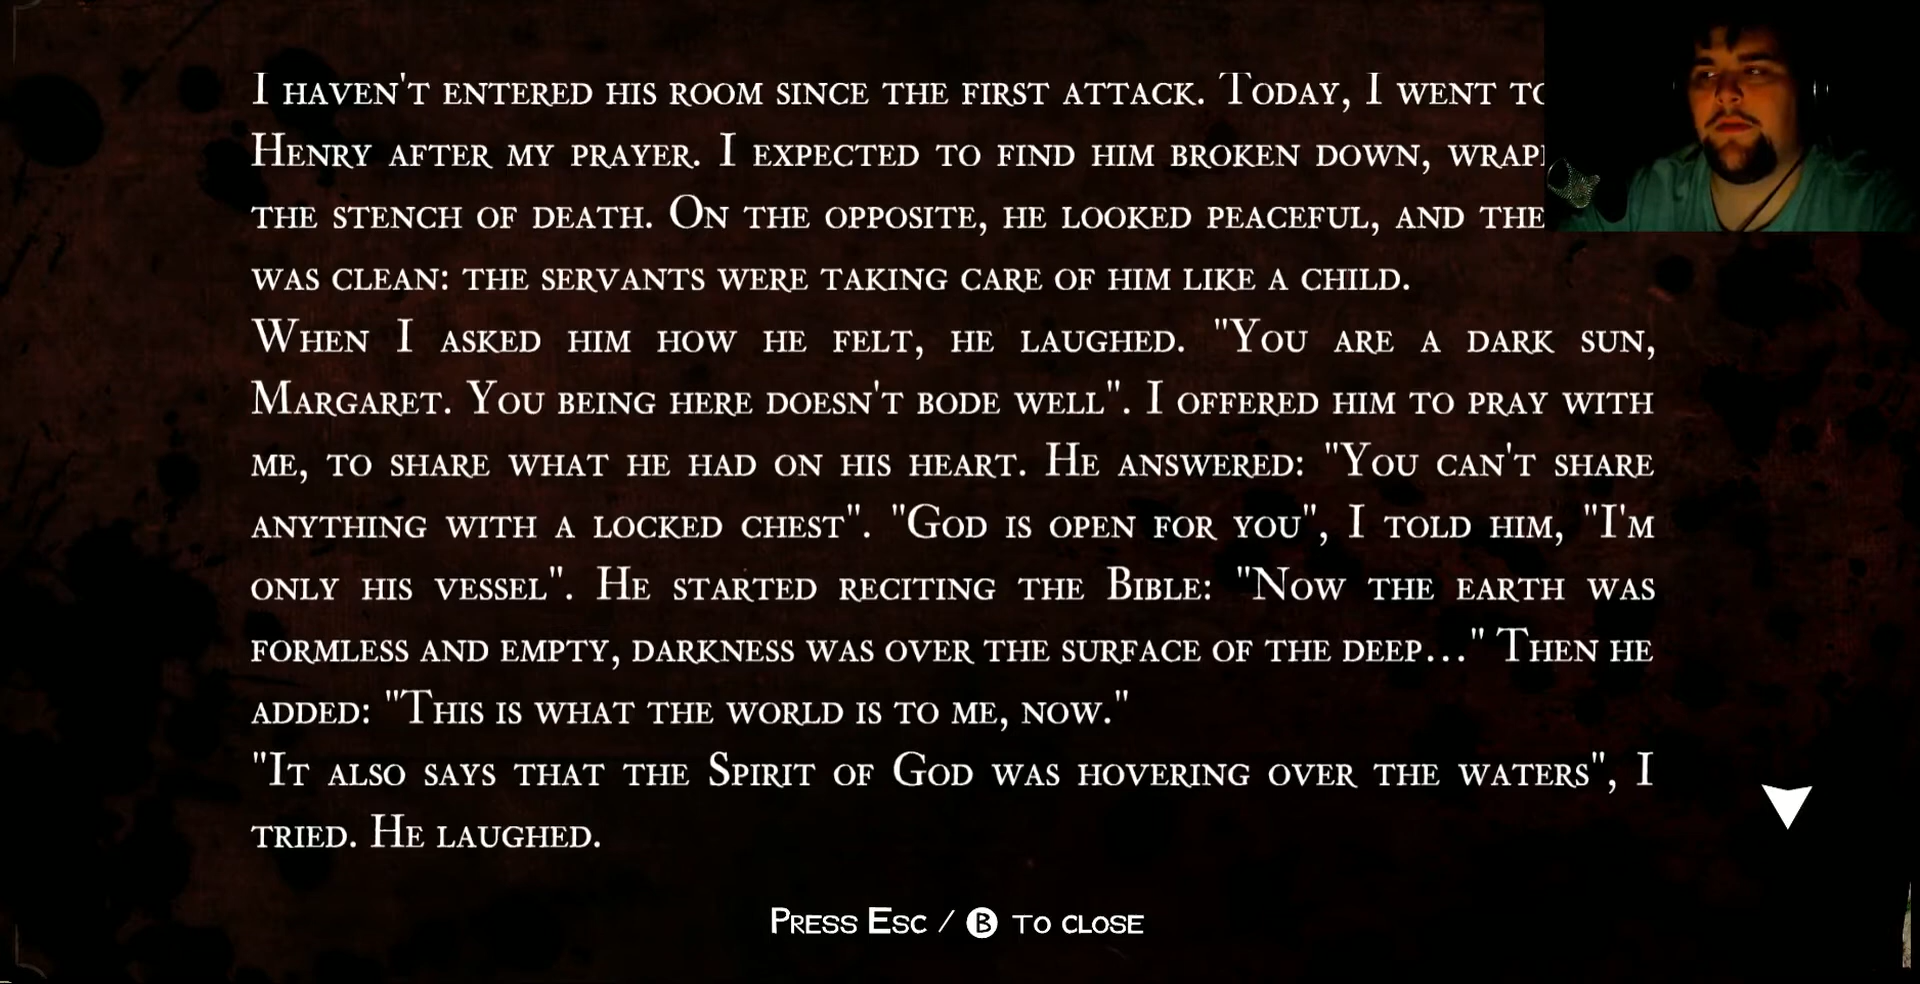 I HAVEN'T ENTERED HIS ROOM SINCE THE FIRST ATTACK. TODAY, I WENT TO
HENRY AFTER MY PRAYER. I EXPECTED TO FIND HIM BROKEN DOWN,
THE STENCH OF DEATH. ON THE OPPOSITE, HE LOOKED PEACEFUL, AND THE
WAS CLEAN: THE SERVANTS WERE TAKING CARE OF HIM LIKE A CHILD.
WHEN I ASKED HIM HOW HE FELT, HE LAUGHED. "YOU ARE A DARK SUN,
MARGARET. YOU BEING HERE DOESN'T BODE WELL". I OFFERED HIM TO PRAY WITH
ME, TO SHARE WHAT HE HAD ON HIS HEART. HE ANSWERED: "YOU CAN'T SHARE
ANYTHING WITH A LOCKED CHEST". "GOD IS OPEN FOR YOU", I TOLD HIM, "I'M
ONLY HIS VESSEL". HE STARTED RECITING THE BIBLE: "NOW THE EARTH WAS
FORMLESS AND EMPTY, DARKNESS WAS OVER THE SURFACE OF THE DEEP..." THEN HE
ADDED: "THIS IS WHAT THE WORLD IS TO ME, NOW."
"IT ALSO SAYS THAT THE SPIRIT OF GOD WAS HOVERING OVER THE WATERS", I
TRIED. HE LAUGHED.
PRESS ESC / B TO CLOSE